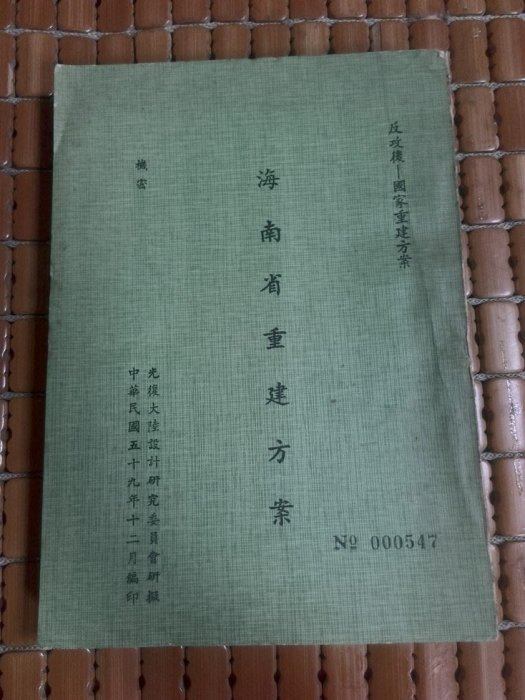 反攻後—國家重建方案
海南省重建方案
機密
光復大陸設計研究委員會研擬
中華民國五十九年十二月編印
Nº 000547